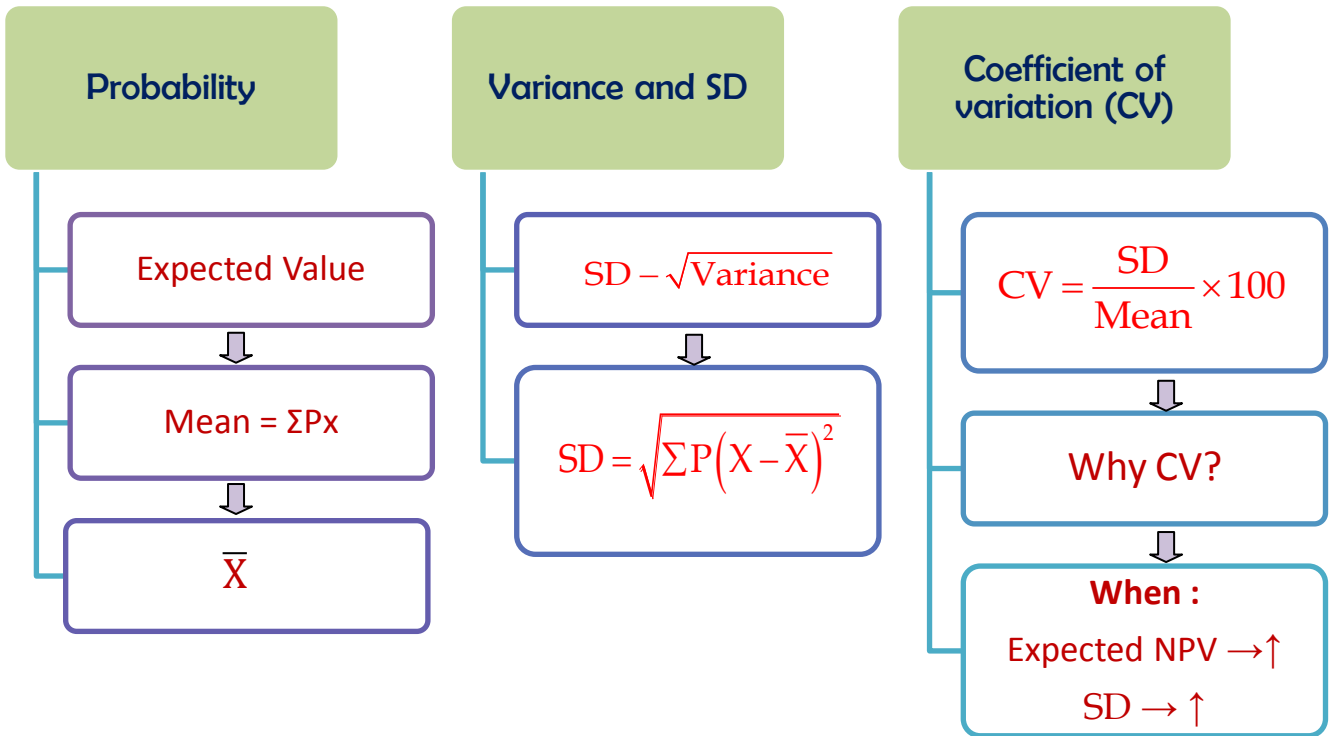 Probability
Expected Value
Mean = ΣPx
X̅
Variance and SD
SD – √Variance
SD = √ΣP(X – X̅)²
Coefficient of
variation (CV)
CV = SD/Mean × 100
Why CV?
When :
Expected NPV →↑
SD → ↑